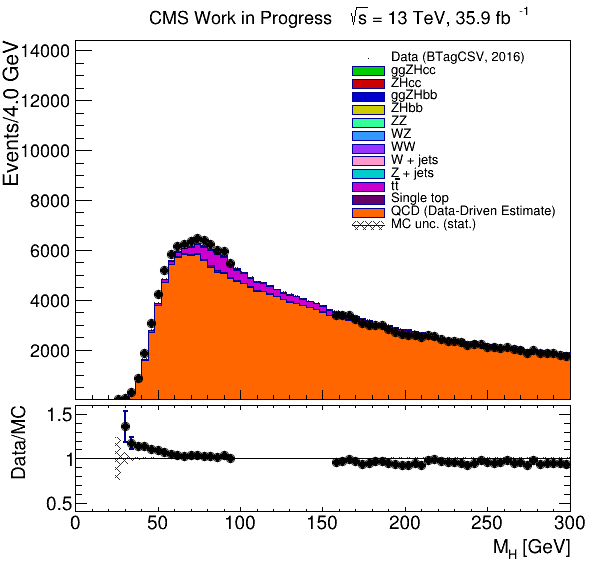 CMS Work in Progress √s = 13 TeV, 35.9 fb -1
Events/4.0 GeV
14000
12000
10000
8000
6000
4000
2000
Data (BTagCSV, 2016)
ggZHcc
ZHcc
ggZHbb
ZHbb
ZZ
WZ
WW
W + jets
Z + jets
tt̅
Single top
QCD (Data-Driven Estimate)
MC unc. (stat.)
Data/MC
1.5
1
0.5
0 50 100 150 200 250 300
M_H [GeV]